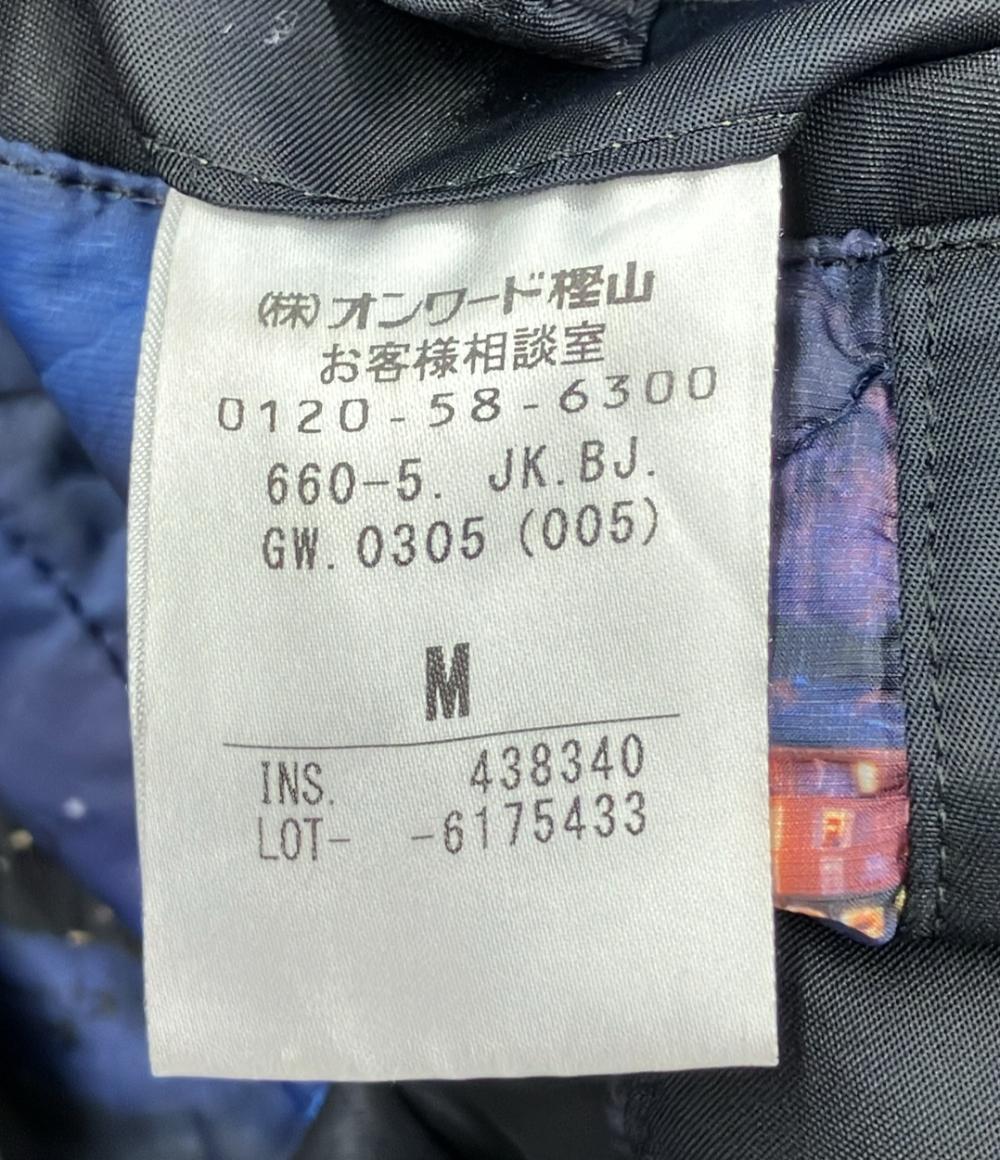 (株)オンワード樫山
お客様相談室
0120-58-6300
660-5. JK.BJ.
GW.0305(005)
M
INS. 438340
LOT- -6175433